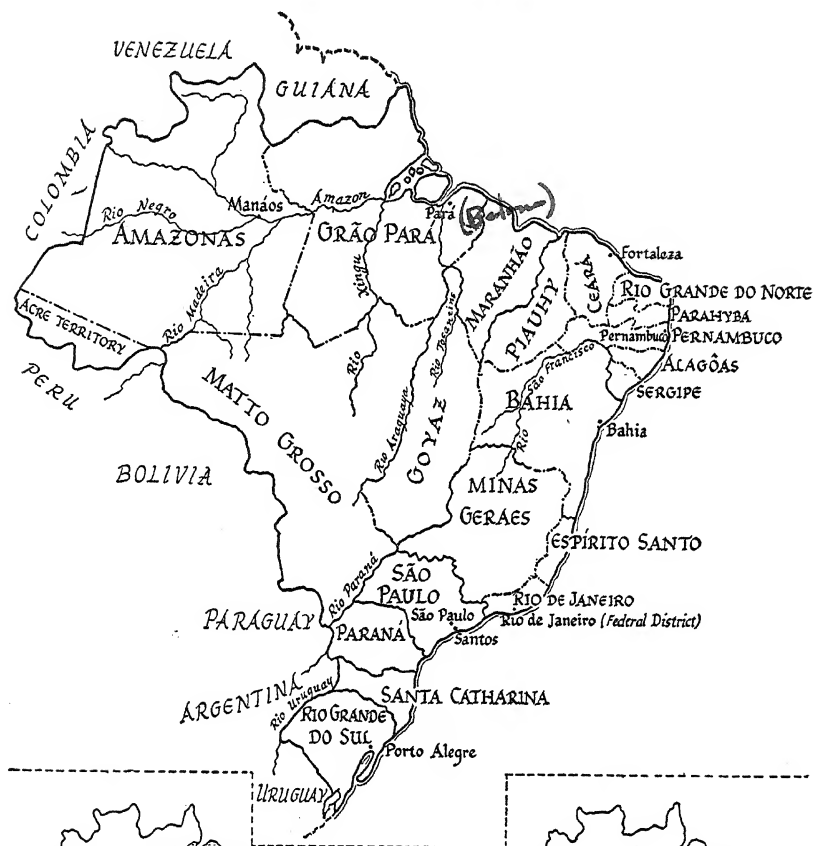 VENEZUELA
GUIANA
COLOMBIA
Rio Negro
Manáos
Amazon
Pará
AMAZONAS
GRÃO PARÁ
Xingu
Rio Madeira
MARANHÃO
Fortaleza
CEARÁ
RIO GRANDE DO NORTE
ACRE TERRITORY
Rio Tocantins
PIAUHY
PARAHYBA
Pernambuco
PERNAMBUCO
PERU
Rio
São Francisco
ALAGÔAS
MATTO GROSSO
SERGIPE
BAHIA
Bahia
Rio Araguaya
GOYAZ
Rio
BOLIVIA
MINAS
GERAES
ESPÍRITO SANTO
Rio Paraná
SÃO
PAULO
RIO DE JANEIRO
PARAGUAY
São Paulo
Rio de Janeiro (Federal District)
PARANÁ
Santos
ARGENTINA
Rio Uruguay
SANTA CATHARINA
RIO GRANDE
DO SUL
Porto Alegre
URUGUAY